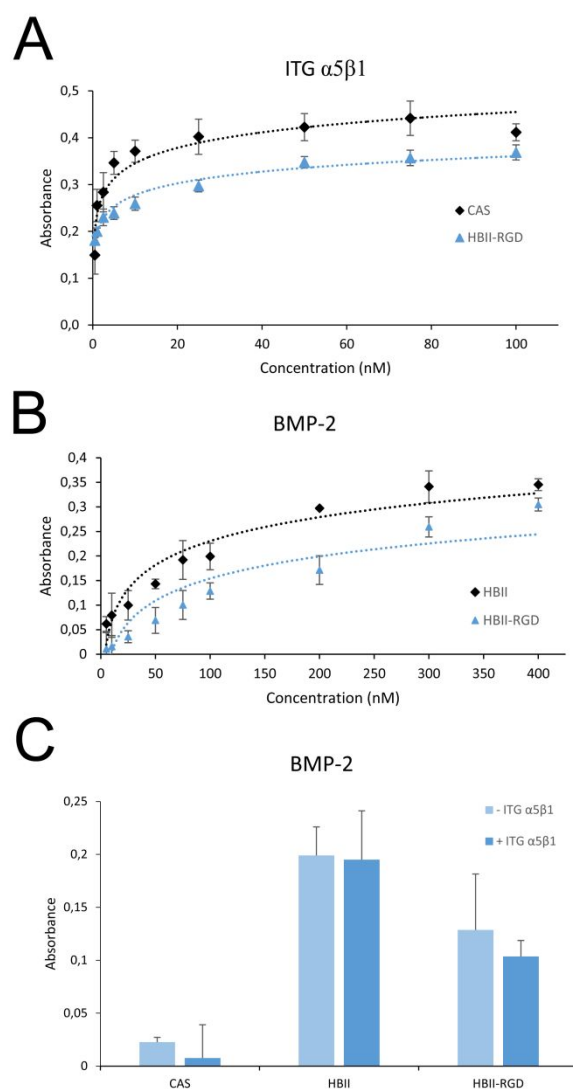 A
ITG α5β1
0,5
0,4
0,3
0,2
0,1
0,0
Absorbance
CAS
HBII-RGD
0 20 40 60 80 100
Concentration (nM)
B
BMP-2
0,4
0,35
0,3
0,25
0,2
0,15
0,1
0,05
0
Absorbance
HBII
HBII-RGD
0 50 100 150 200 250 300 350 400
Concentration (nM)
C
BMP-2
0,25
0,2
0,15
0,1
0,05
0
Absorbance
- ITG α5β1
+ ITG α5β1
CAS HBII HBII-RGD